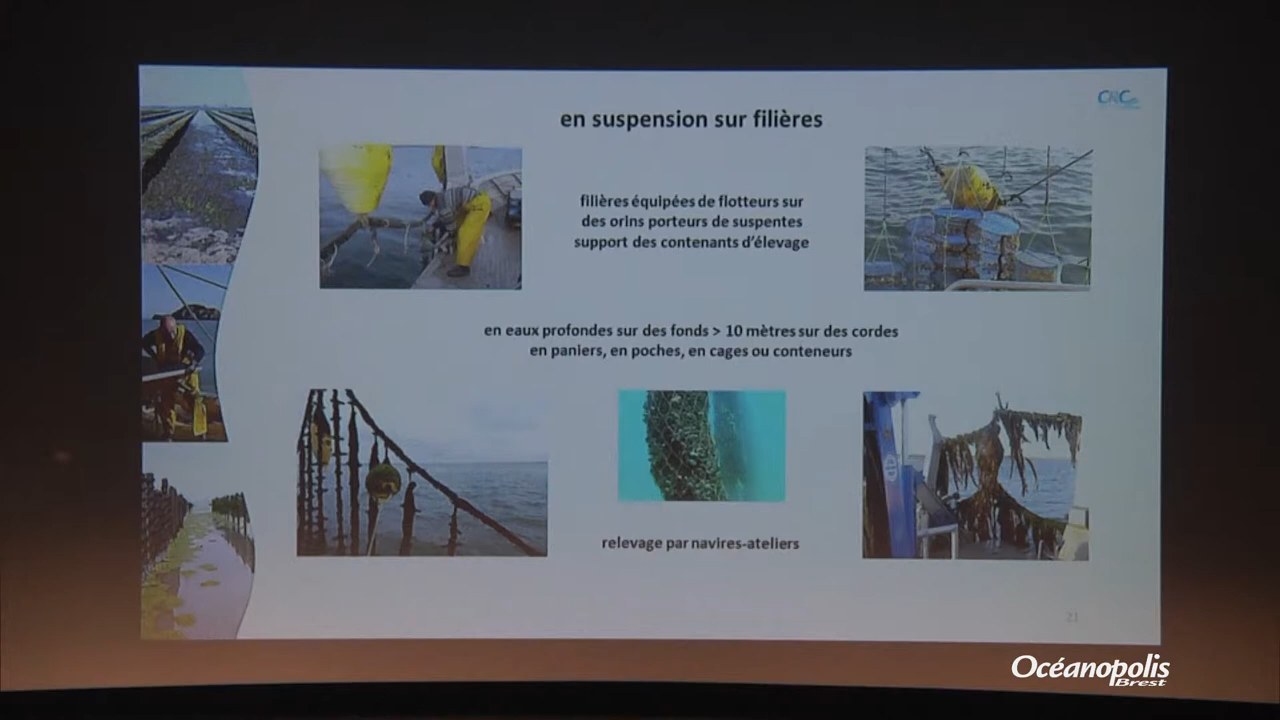 CNC
en suspension sur filières
filières équipées de flotteurs sur
des orins porteurs de suspentes
support des contenants d'élevage
en eaux profondes sur des fonds > 10 mètres sur des cordes
en paniers, en poches, en cages ou conteneurs
relevage par navires-ateliers
21
Océanopolis
Brest